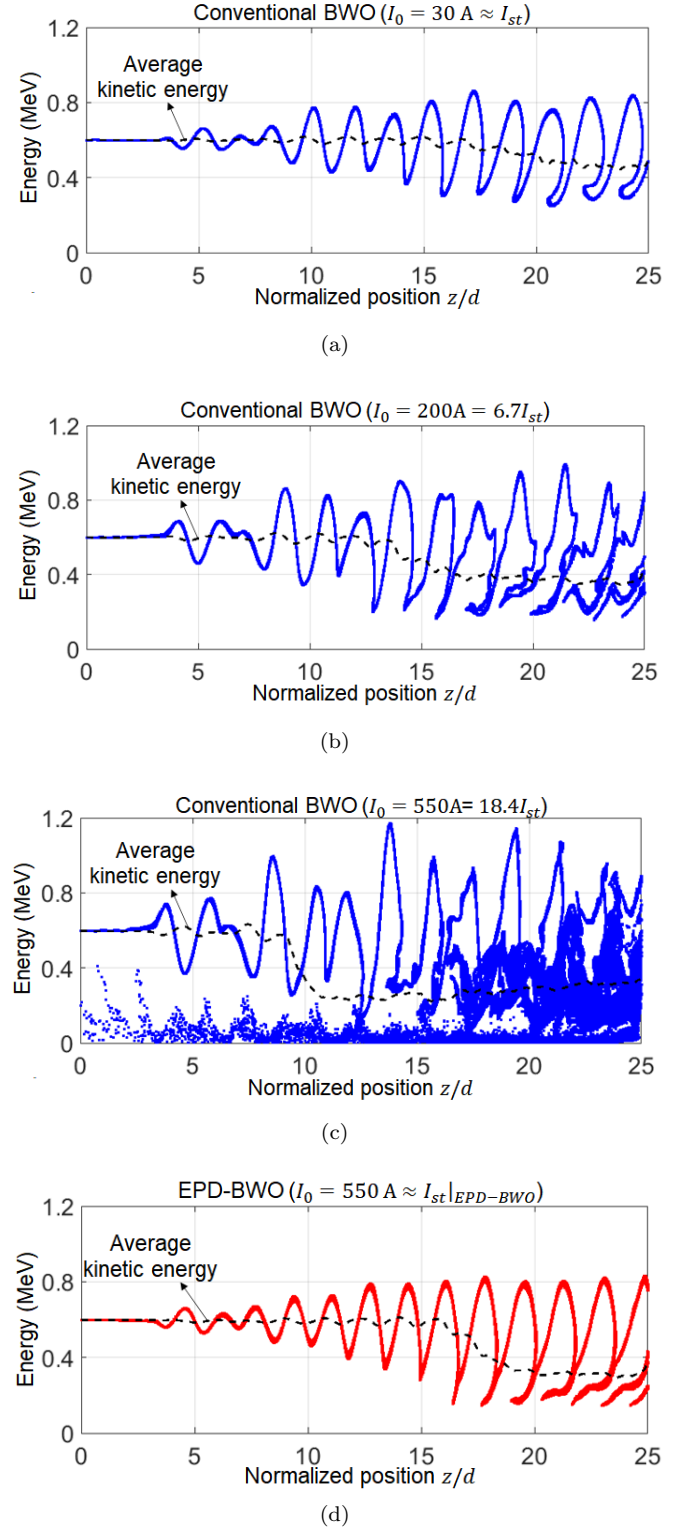 Conventional BWO (I₀ = 30 A ≈ Iₛₜ)
1.2
Average
kinetic energy
0.8
Energy (MeV)
0.4
0
0 5 10 15 20 25
Normalized position z/d
(a)
Conventional BWO (I₀ = 200A = 6.7Iₛₜ)
1.2
Average
kinetic energy
0.8
Energy (MeV)
0.4
0
0 5 10 15 20 25
Normalized position z/d
(b)
Conventional BWO (I₀ = 550A= 18.4Iₛₜ)
1.2
Average
kinetic energy
0.8
Energy (MeV)
0.4
0
0 5 10 15 20 25
Normalized position z/d
(c)
EPD-BWO (I₀ = 550 A ≈ Iₛₜ|EPD−BWO)
1.2
Average
kinetic energy
0.8
Energy (MeV)
0.4
0
0 5 10 15 20 25
Normalized position z/d
(d)